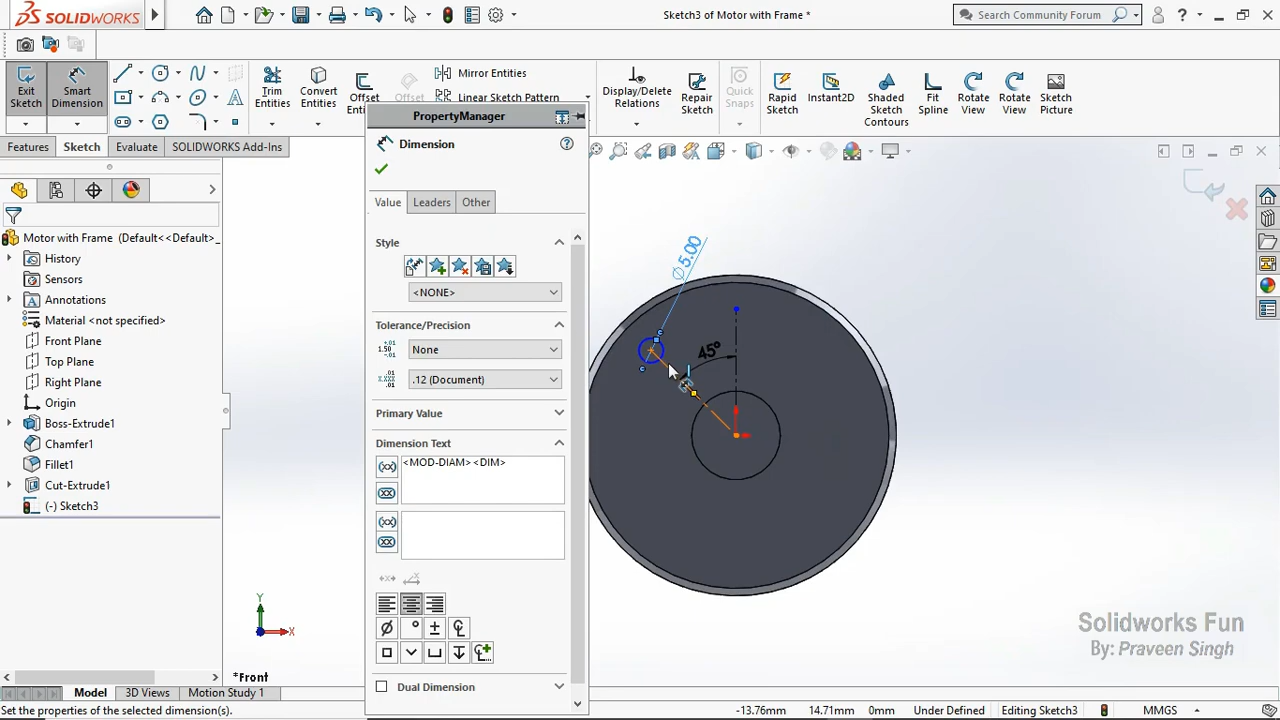 SOLIDWORKS
Sketch3 of Motor with Frame *
Search Community Forum
?
Exit
Sketch
Smart
Dimension
Trim
Entities
Convert
Entities
Offset
Mirror Entities
Linear Sketch Pattern
Display/Delete
Relations
Repair
Sketch
Quick
Snaps
Rapid
Sketch
Instant2D
Shaded
Sketch
Contours
Fit
Spline
Rotate
View
Rotate
View
Sketch
Picture
Features
Sketch
Evaluate
SOLIDWORKS Add-Ins
PropertyManager
Dimension
Value
Leaders
Other
Style
<NONE>
Tolerance/Precision
None
.12 (Document)
Primary Value
Dimension Text
<MOD-DIAM><DIM>
Dual Dimension
Motor with Frame (Default<<Default>_
History
Sensors
Annotations
Material <not specified>
Front Plane
Top Plane
Right Plane
Origin
Boss-Extrude1
Chamfer1
Fillet1
Cut-Extrude1
(-) Sketch3
∅5.00
45°
Y
X
*Front
Solidworks Fun
By: Praveen Singh
Model
3D Views
Motion Study 1
Set the properties of the selected dimension(s).
-13.76mm
14.71mm
0mm
Under Defined
Editing Sketch3
MMGS